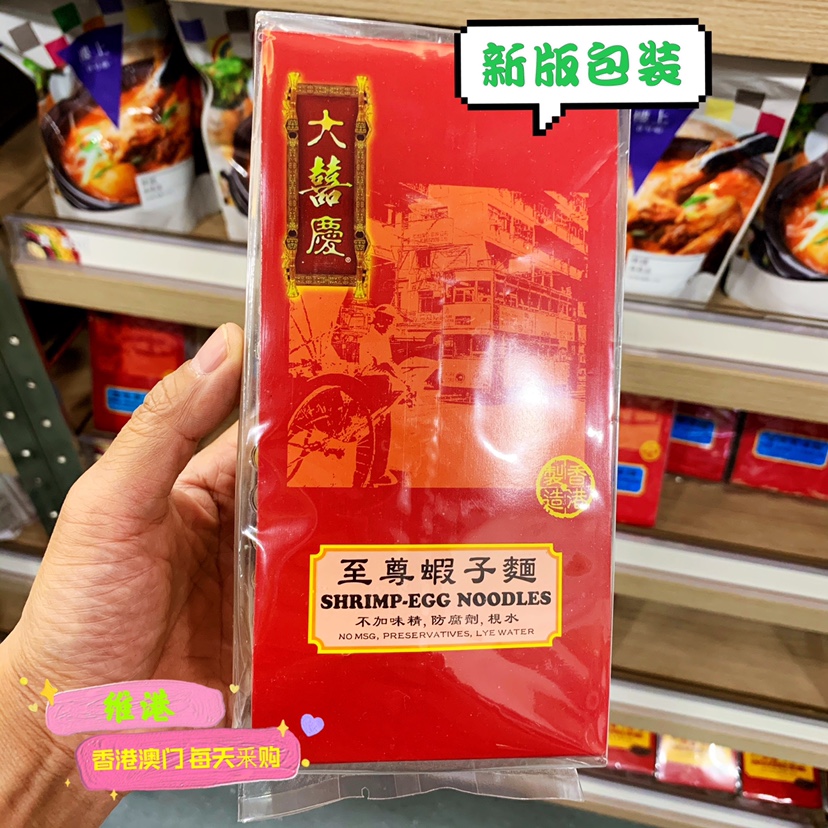 新版包装
大囍慶
香港
製造
至尊蝦子麵
SHRIMP-EGG NOODLES
不加味精, 防腐劑, 梘水
NO MSG, PRESERVATIVES, LYE WATER
维港
香港澳门 每天采购